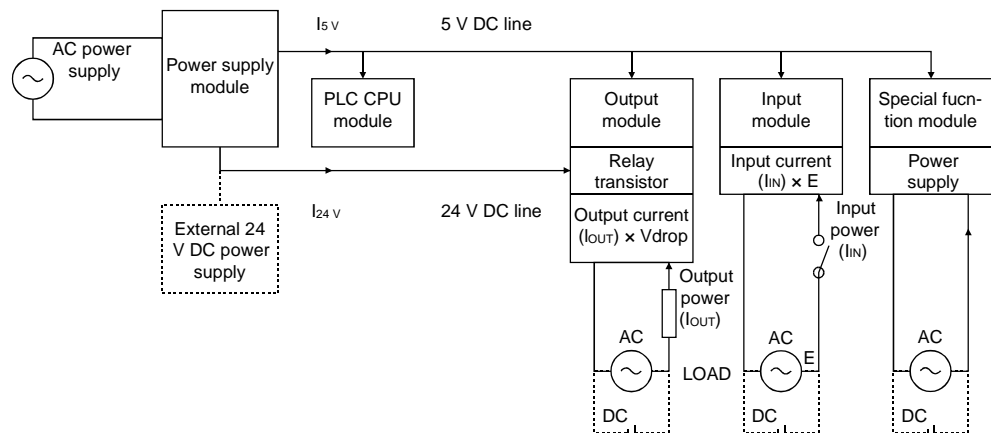 I5 V
5 V DC line
AC power
supply
Power supply
module
PLC CPU
module
Output
module
Input
module
Special fucn-
tion module
Relay
transistor
Input current
(IIN) × E
Power
supply
I24 V
24 V DC line
Output current
(IOUT) × Vdrop
Input
power
(IIN)
External 24
V DC power
supply
Output
power
(IOUT)
AC
AC
AC
LOAD
E
DC
DC
DC